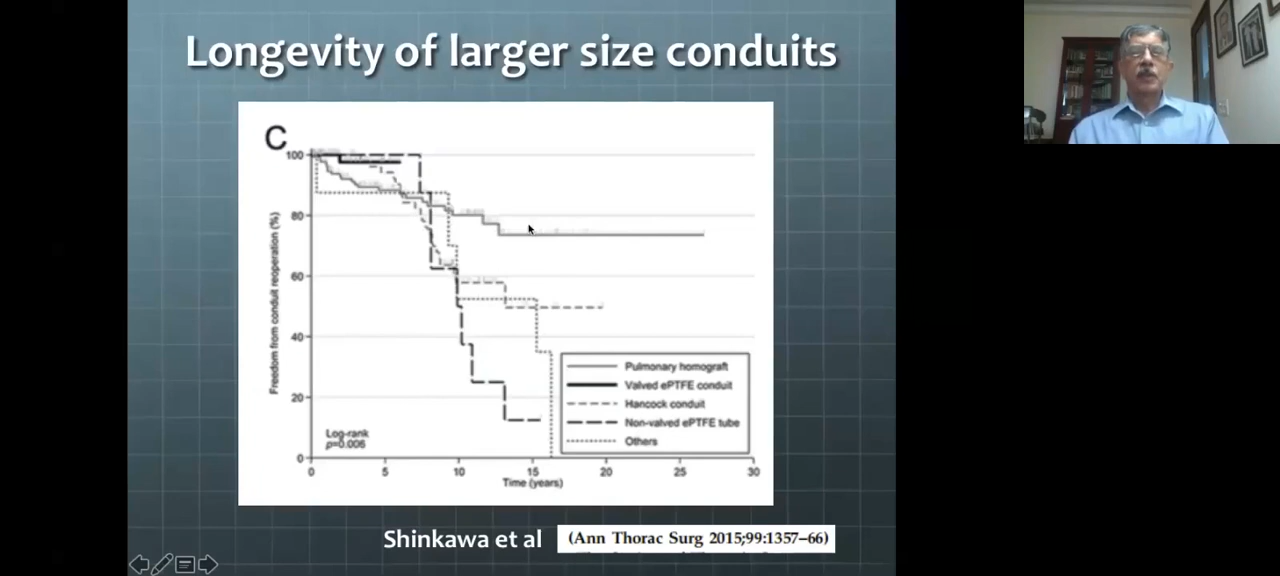 Longevity of larger size conduits
C
Freedom from conduit reoperation (%)
100
80
60
40
20
0
Log-rank
p=0.006
Pulmonary homograft
Valved ePTFE conduit
Hancock conduit
Non-valved ePTFE tube
Others
0 5 10 15 20 25 30
Time (years)
Shinkawa et al (Ann Thorac Surg 2015;99:1357–66)